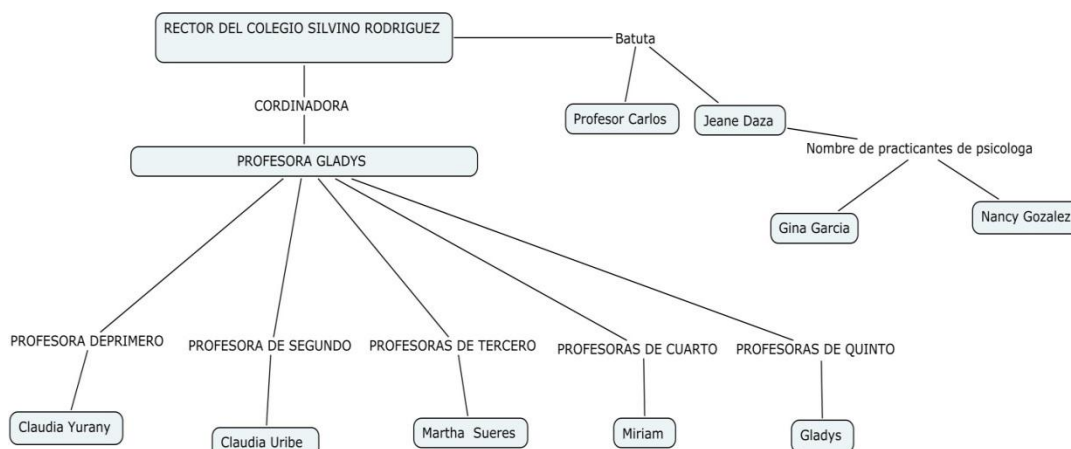 RECTOR DEL COLEGIO SILVINO RODRIGUEZ
Batuta
CORDINADORA
Profesor Carlos
Jeane Daza
Nombre de practicantes de psicologa
PROFESORA GLADYS
Gina Garcia
Nancy Gozalez
PROFESORA DEPRIMERO
PROFESORA DE SEGUNDO
PROFESORAS DE TERCERO
PROFESORAS DE CUARTO
PROFESORAS DE QUINTO
Claudia Yurany
Claudia Uribe
Martha Sueres
Miriam
Gladys